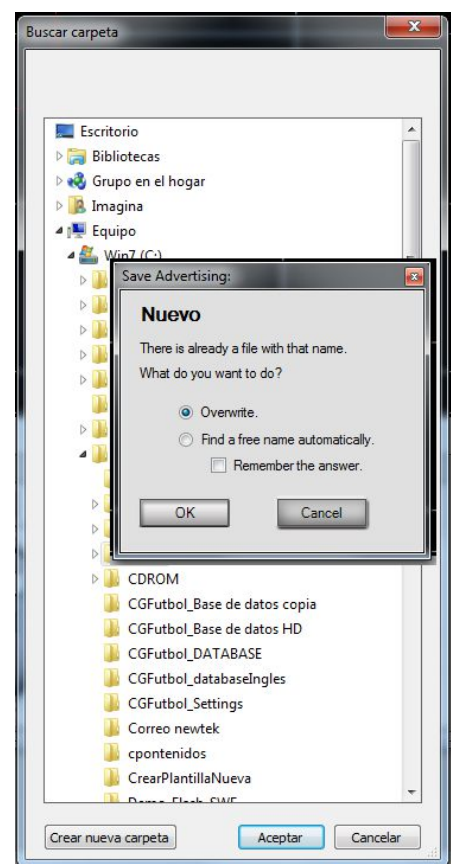 Buscar carpeta
Escritorio
Bibliotecas
Grupo en el hogar
Imagina
Equipo
Win7 (C:)
Save Advertising:
Nuevo
There is already a file with that name.
What do you want to do?
Overwrite.
Find a free name automatically.
Remember the answer.
OK Cancel
CDROM
CGFutbol_Base de datos copia
CGFutbol_Base de datos HD
CGFutbol_DATABASE
CGFutbol_databaseIngles
CGFutbol_Settings
Correo newtek
cpontenidos
CrearPlantillaNueva
Crear nueva carpeta Aceptar Cancelar